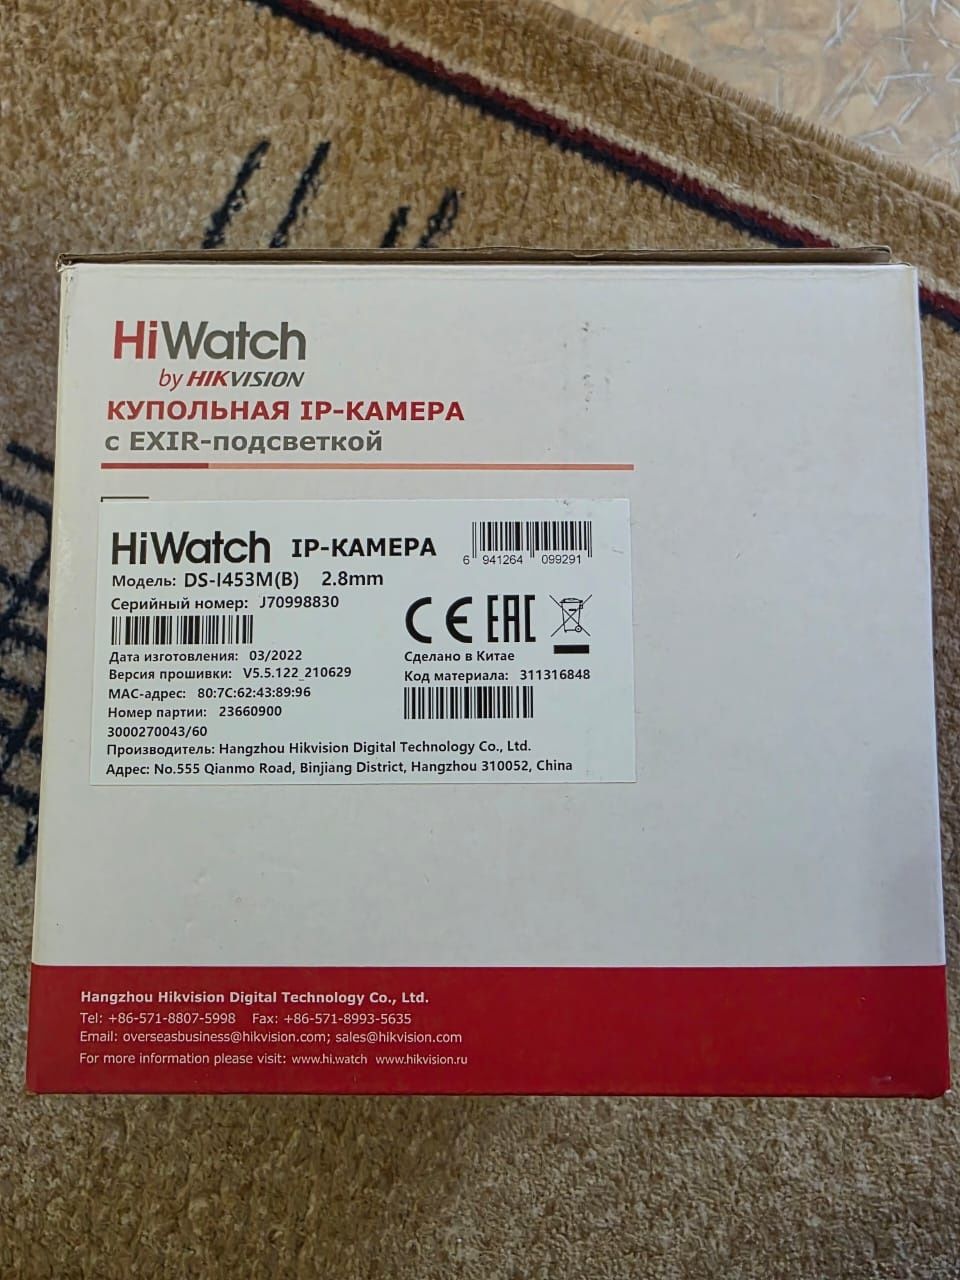 HiWatch
by HIKVISION
КУПОЛЬНАЯ IP-КАМЕРА
с EXIR-подсветкой
HiWatch IP-КАМЕРА
6 941264 099291
Модель: DS-I453M(B) 2.8mm
Серийный номер: J70998830
CE EAC
Дата изготовления: 03/2022
Сделано в Китае
Версия прошивки: V5.5.122_210629
Код материала: 311316848
MAC-адрес: 80:7C:62:43:89:96
Номер партии: 23660900
3000270043/60
Производитель: Hangzhou Hikvision Digital Technology Co., Ltd.
Адрес: No.555 Qianmo Road, Binjiang District, Hangzhou 310052, China
Hangzhou Hikvision Digital Technology Co., Ltd.
Tel: +86-571-8807-5998 Fax: +86-571-8993-5635
Email: overseasbusiness@hikvision.com; sales@hikvision.com
For more information please visit: www.hi.watch www.hikvision.ru